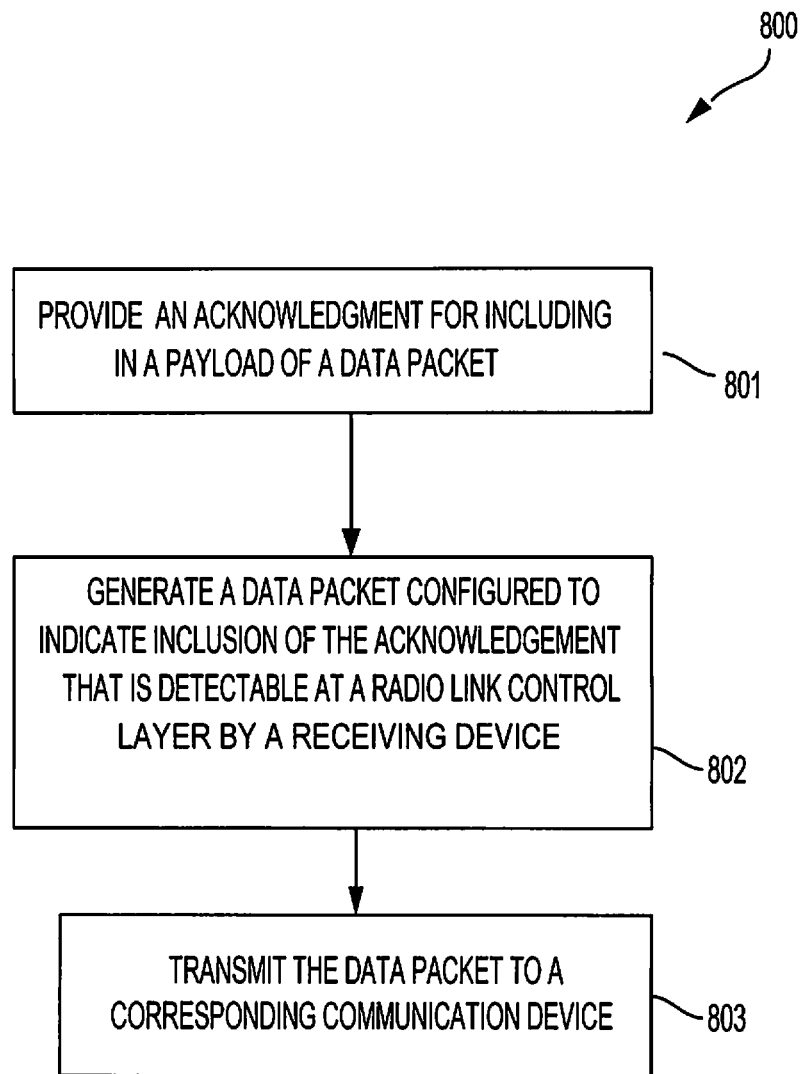 800
PROVIDE AN ACKNOWLEDGMENT FOR INCLUDING
IN A PAYLOAD OF A DATA PACKET
801
GENERATE A DATA PACKET CONFIGURED TO
INDICATE INCLUSION OF THE ACKNOWLEDGEMENT
THAT IS DETECTABLE AT A RADIO LINK CONTROL
LAYER BY A RECEIVING DEVICE
802
TRANSMIT THE DATA PACKET TO A
CORRESPONDING COMMUNICATION DEVICE
803